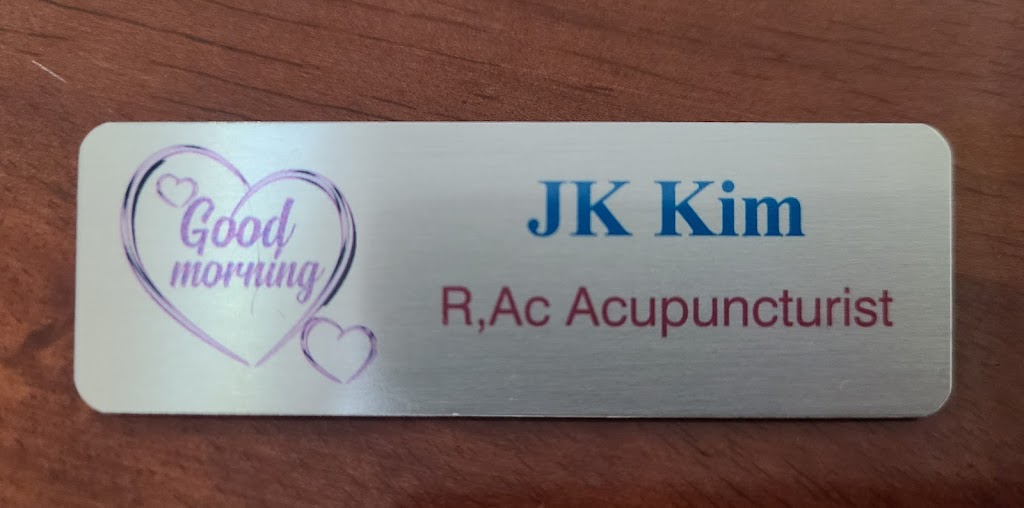 Good
morning
JK Kim
R,Ac Acupuncturist